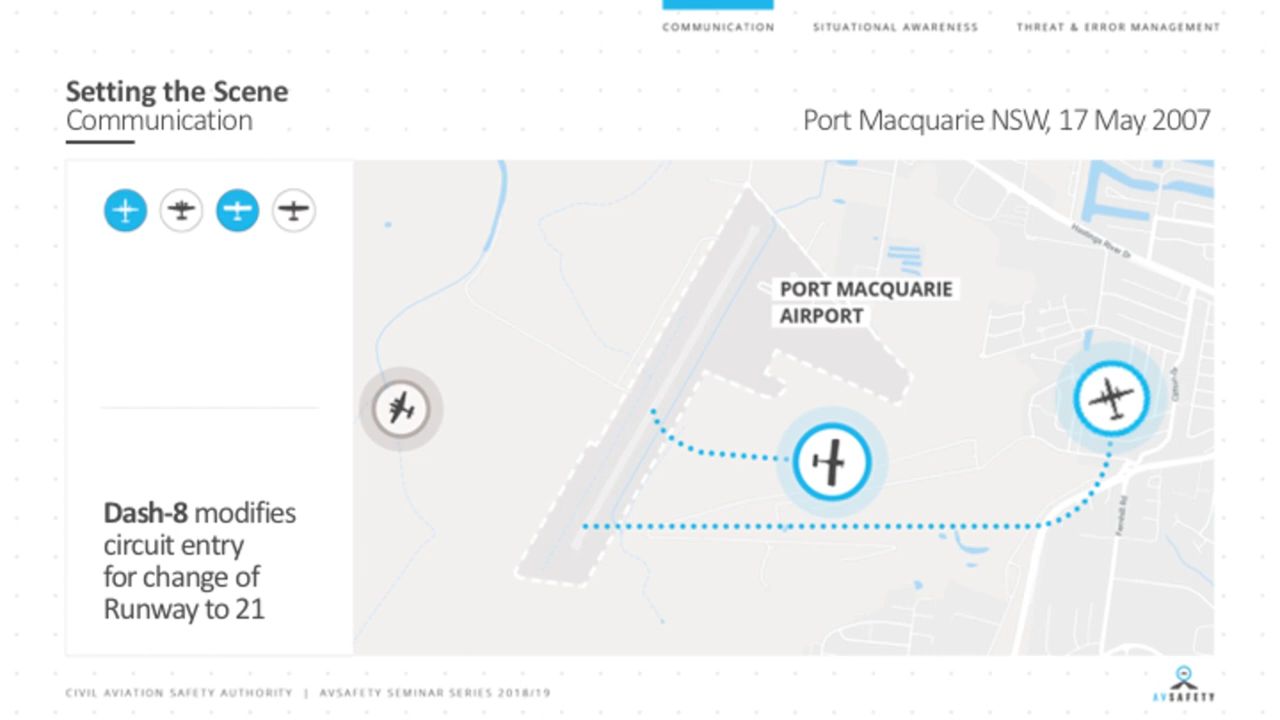 COMMUNICATION
SITUATIONAL AWARENESS
THREAT & ERROR MANAGEMENT
Setting the Scene
Communication
Port Macquarie NSW, 17 May 2007
Hastings River Dr
PORT MACQUARIE
AIRPORT
Dash-8 modifies
circuit entry
for change of
Runway to 21
Fernhill Rd
CIVIL AVIATION SAFETY AUTHORITY | AVSAFETY SEMINAR SERIES 2018/19
AVSAFETY